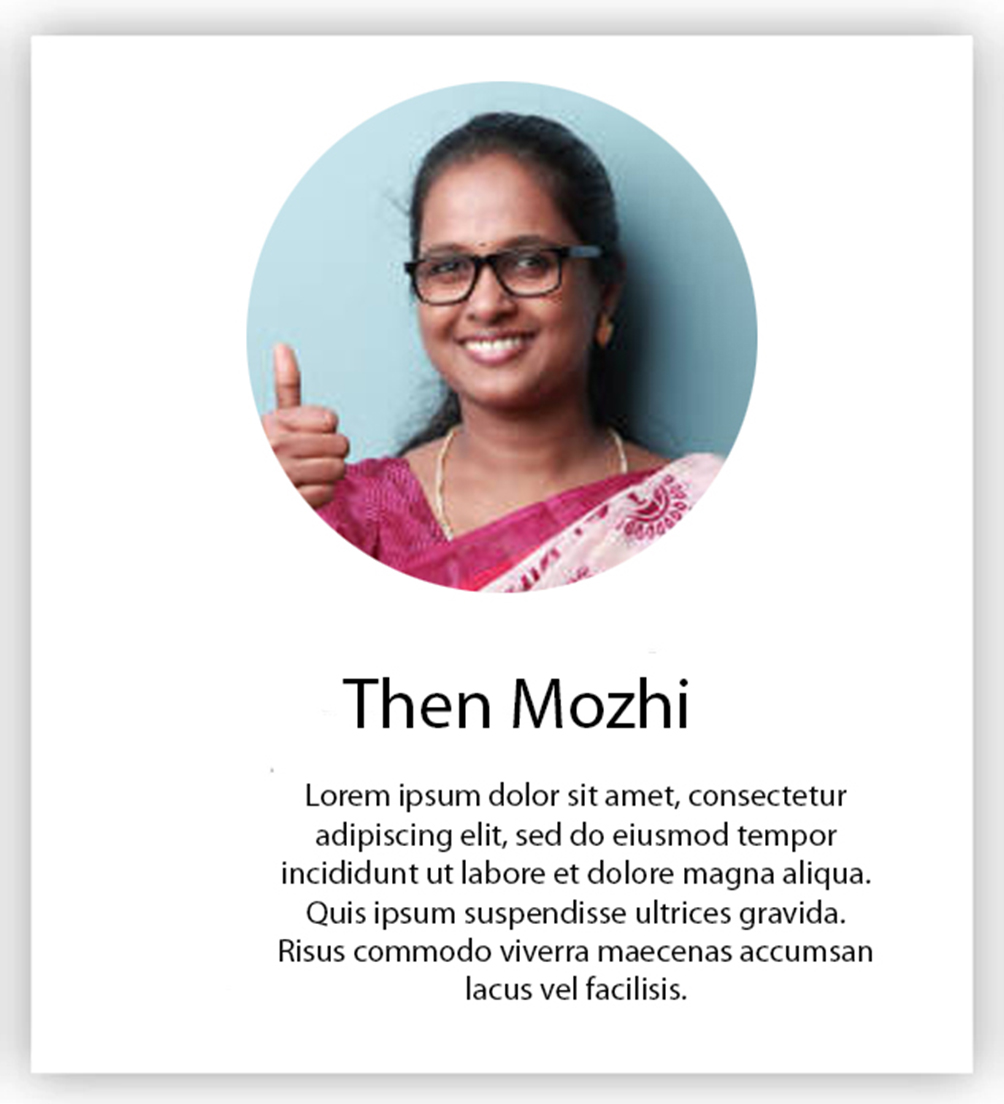 Then Mozhi
Lorem ipsum dolor sit amet, consectetur
adipiscing elit, sed do eiusmod tempor
incididunt ut labore et dolore magna aliqua.
Quis ipsum suspendisse ultrices gravida.
Risus commodo viverra maecenas accumsan
lacus vel facilisis.